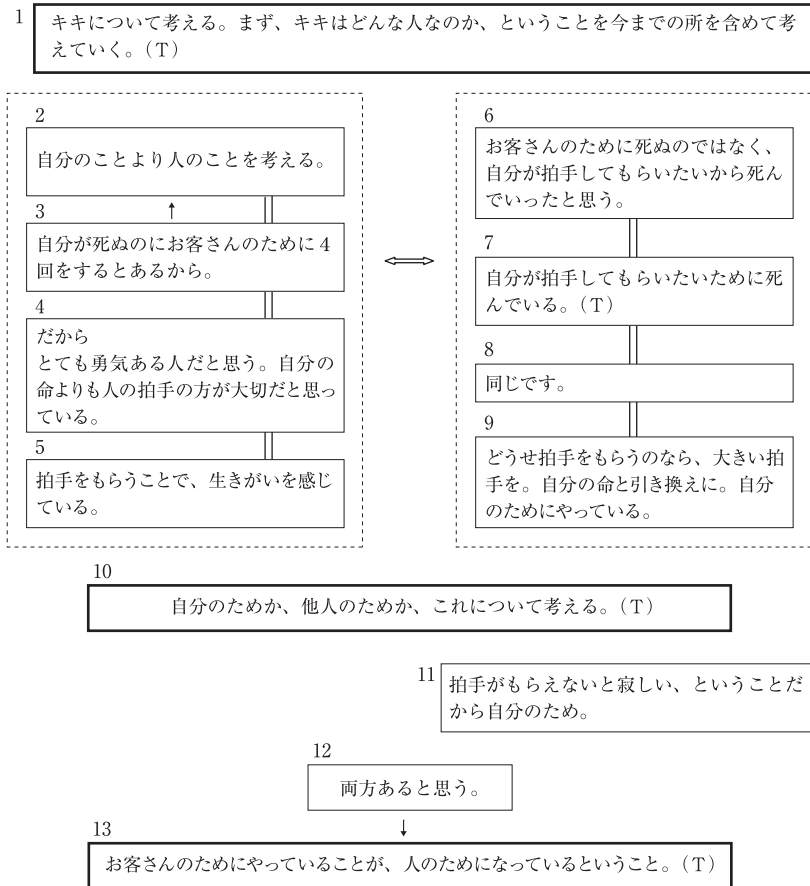 1
キキについて考える。まず、キキはどんな人なのか、ということを今までの所を含めて考
えていく。（T）
2
自分のことより人のことを考える。
3
自分が死ぬのにお客さんのために4
回をするとあるから。
4
だから
とても勇気ある人だと思う。自分の
命よりも人の拍手の方が大切だと思っ
ている。
5
拍手をもらうことで、生きがいを感じ
ている。
6
お客さんのために死ぬのではなく、
自分が拍手してもらいたいから死ん
でいったと思う。
7
自分が拍手してもらいたいために死
んでいる。（T）
8
同じです。
9
どうせ拍手をもらうのなら、大きい拍
手を。自分の命と引き換えに。自分
のためにやっている。
10
自分のためか、他人のためか、これについて考える。（T）
11
拍手がもらえないと寂しい、ということだ
から自分のため。
12
両方あると思う。
13
お客さんのためにやっていることが、人のためになっているということ。（T）